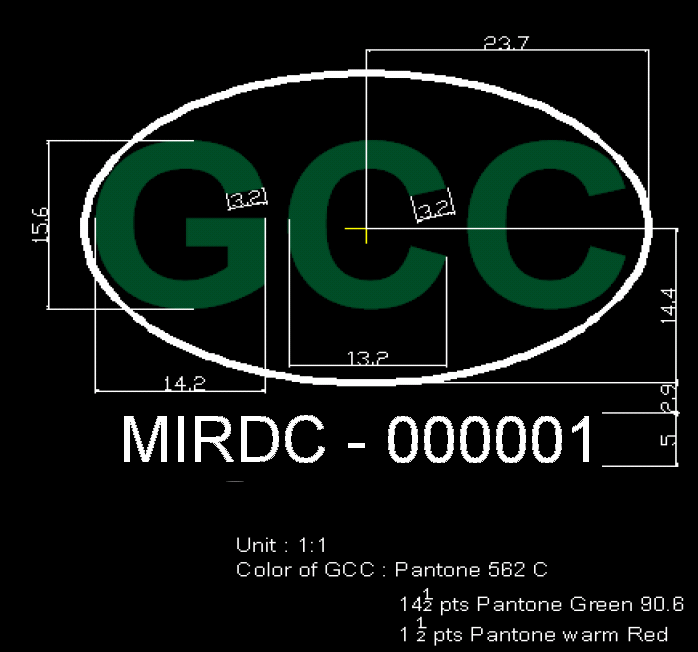 23.7
GCC
3.2
3.2
15.6
14.4
13.2
14.2
2.9
MIRDC - 000001
5
Unit : 1:1
Color of GCC : Pantone 562 C
14½ pts Pantone Green 90.6
1 ½ pts Pantone warm Red